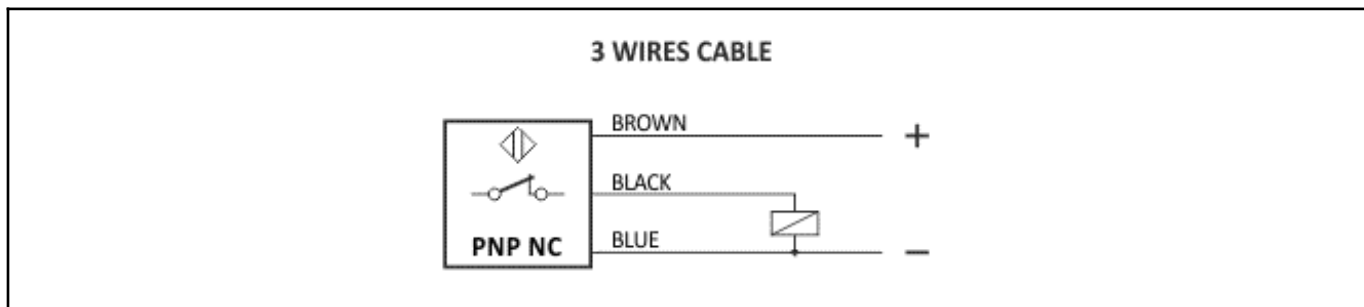 3 WIRES CABLE
BROWN
+
BLACK
PNP NC
BLUE
−